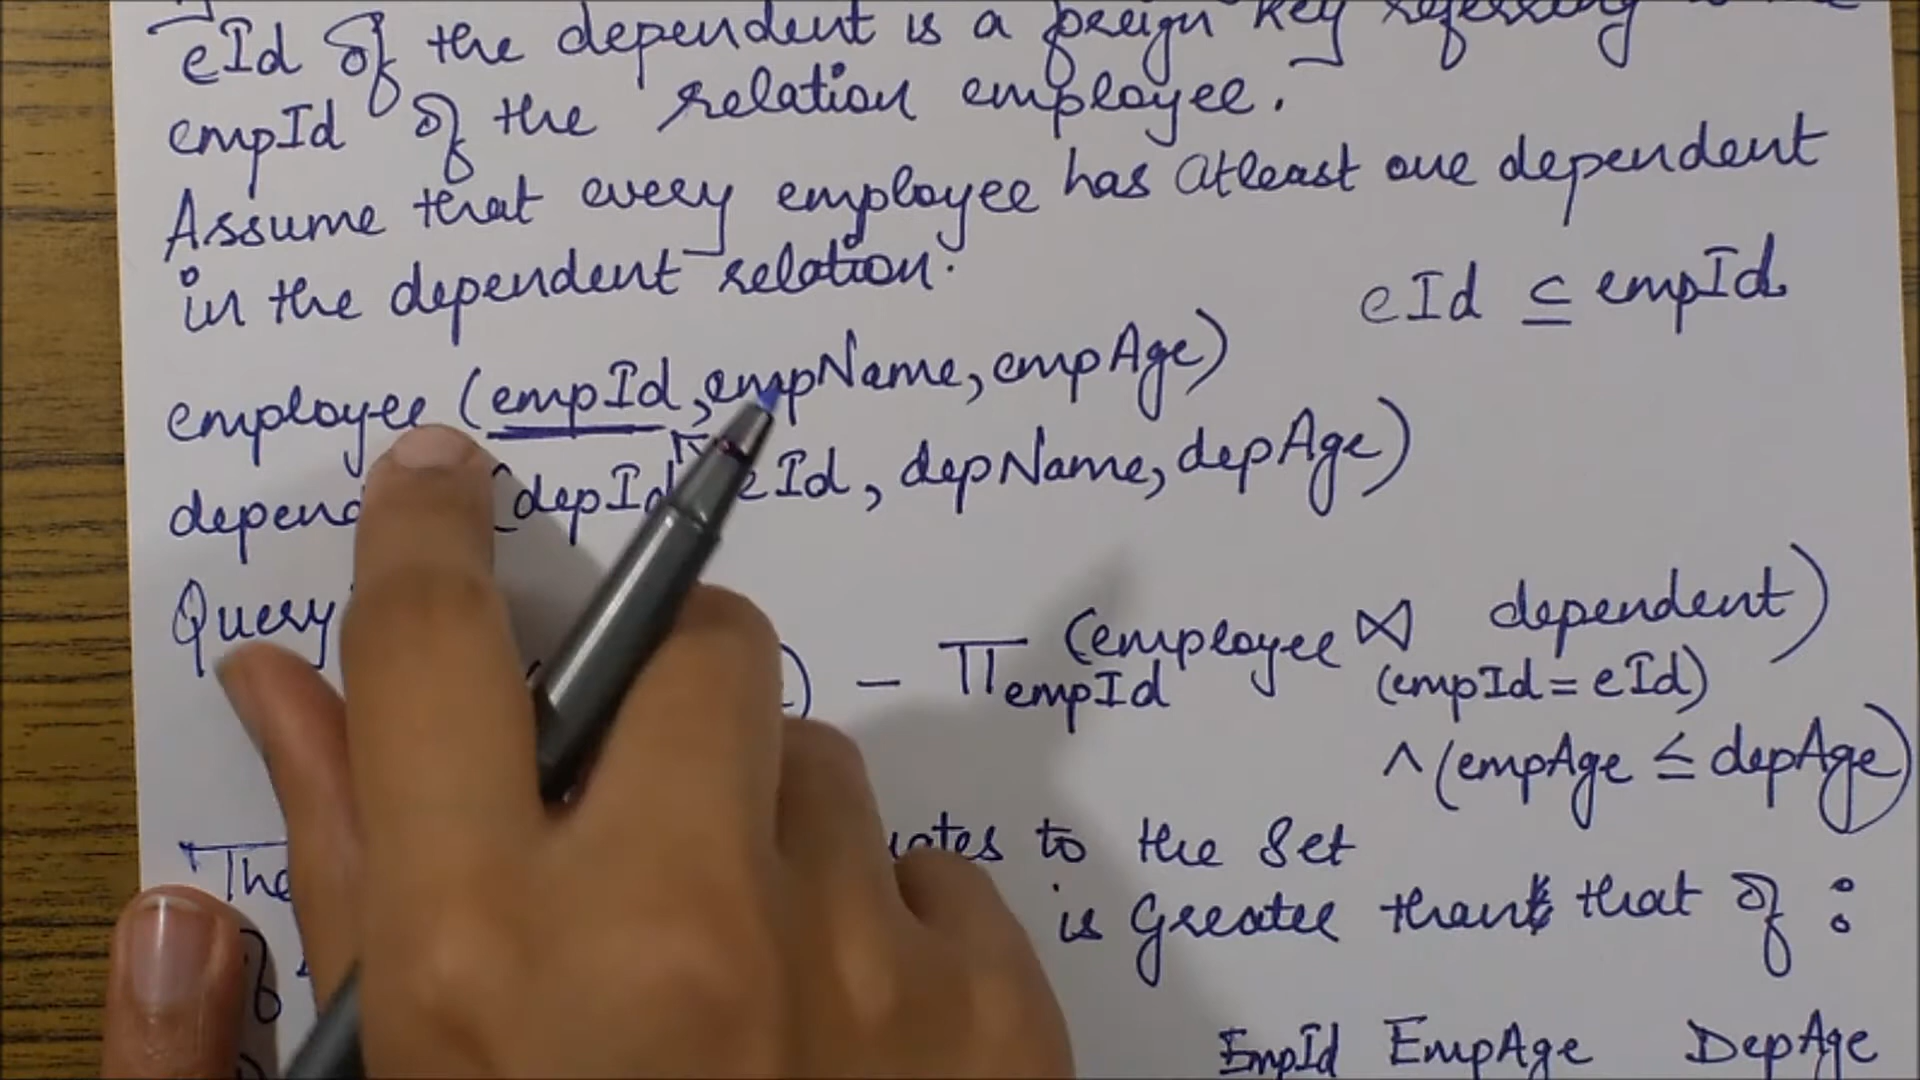 eId of the dependent is a foreign key referring
empId of the relation employee.
Assume that every employee has atleast one dependent
in the dependent relation.
eId ⊆ empId
employee (empId, empName, empAge)
(depId, eId, depName, depAge)
Query
) - Π empId (employee ⋈ dependent)
(empId = eId)
∧ (empAge ≤ depAge)
to the set
is Greater than that of :
EmpId EmpAge DepAge